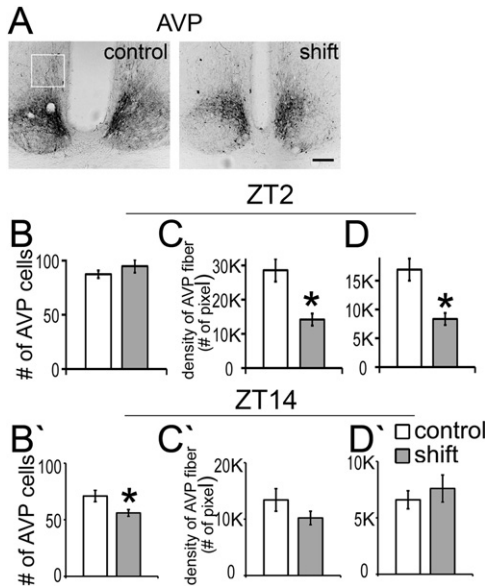 A AVP
control shift
ZT2
B C D
# of AVP cells
100
50
0
density of AVP fiber
(# of pixel)
30K
20K
10K
0
*
15K
10K
5K
0
*
ZT14
B` C` D`
control
shift
# of AVP cells
100
50
0
*
density of AVP fiber
(# of pixel)
20K
10K
0
10K
5K
0